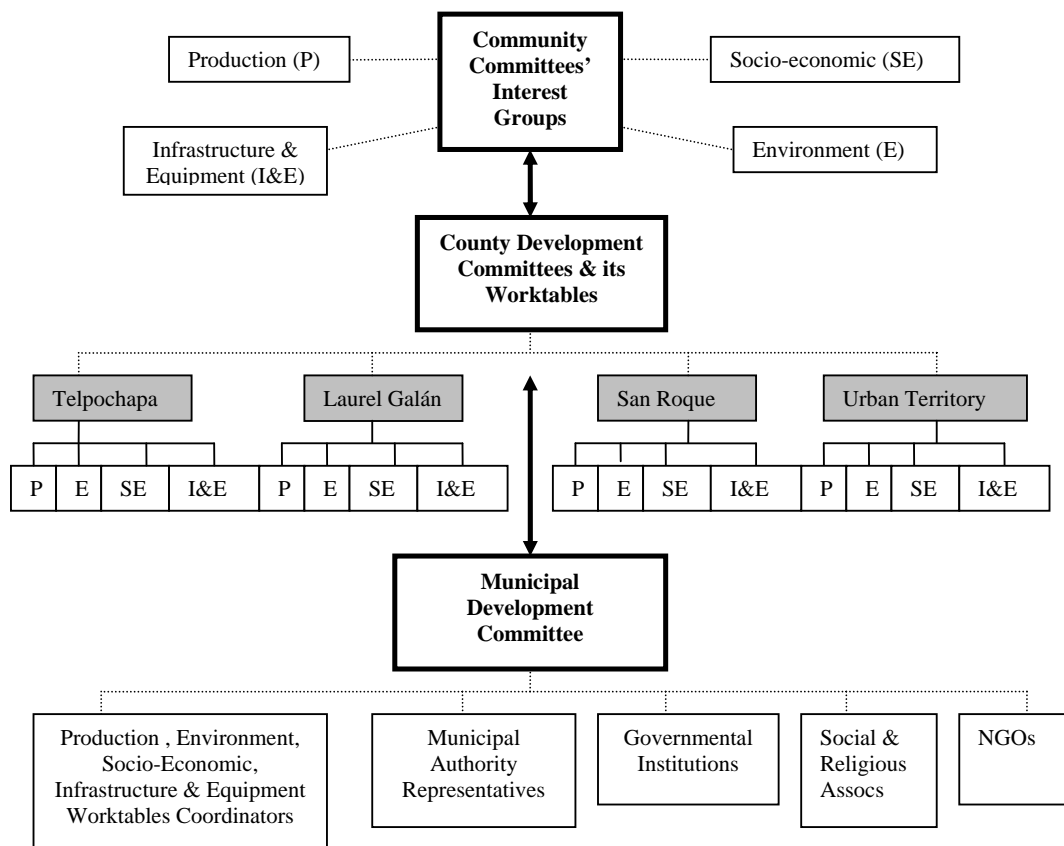 Community
Committees'
Interest
Groups
Production (P)
Socio-economic (SE)
Infrastructure &
Equipment (I&E)
Environment (E)
County Development
Committees & its
Worktables
Telpochapa
Laurel Galán
San Roque
Urban Territory
P E SE I&E P E SE I&E P E SE I&E P E SE I&E
Municipal
Development
Committee
Production , Environment,
Socio-Economic,
Infrastructure & Equipment
Worktables Coordinators
Municipal
Authority
Representatives
Governmental
Institutions
Social &
Religious
Assocs
NGOs